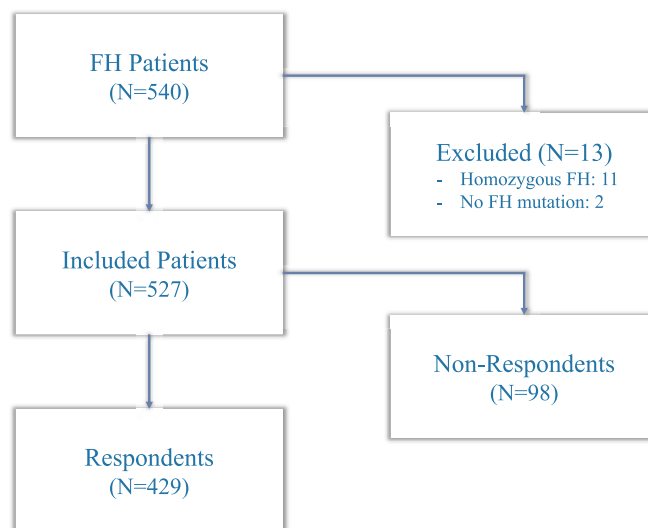 FH Patients
(N=540)
Excluded (N=13)
- Homozygous FH: 11
- No FH mutation: 2
Included Patients
(N=527)
Non-Respondents
(N=98)
Respondents
(N=429)